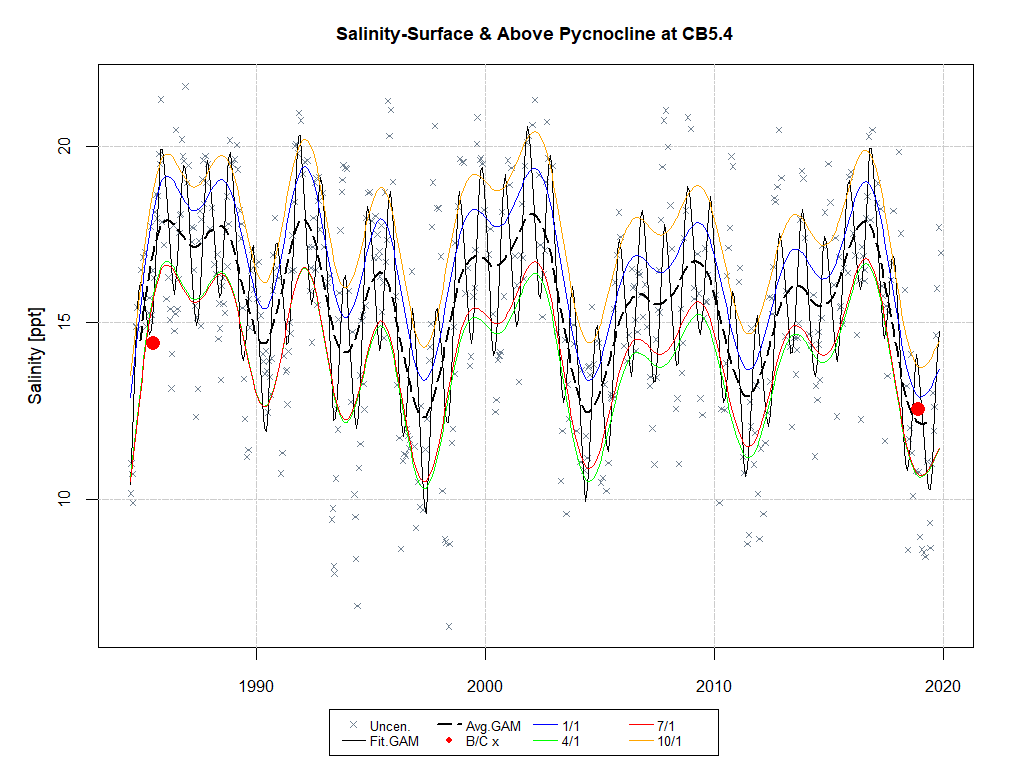 Salinity-Surface & Above Pycnocline at CB5.4
Salinity [ppt]
20
15
10
1990 2000 2010 2020
Uncen. Avg.GAM 1/1 7/1
Fit.GAM B/C x 4/1 10/1